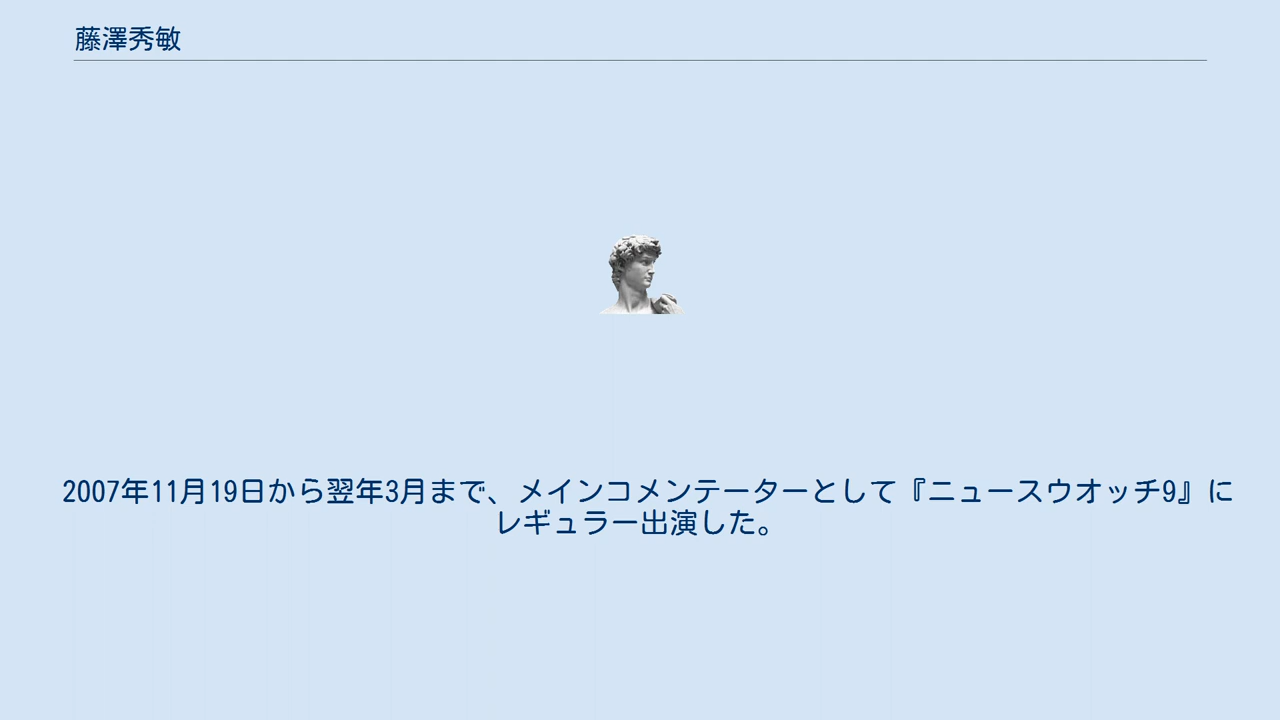 藤澤秀敏
2007年11月19日から翌年3月まで、メインコメンテーターとして『ニュースウオッチ9』に
レギュラー出演した。